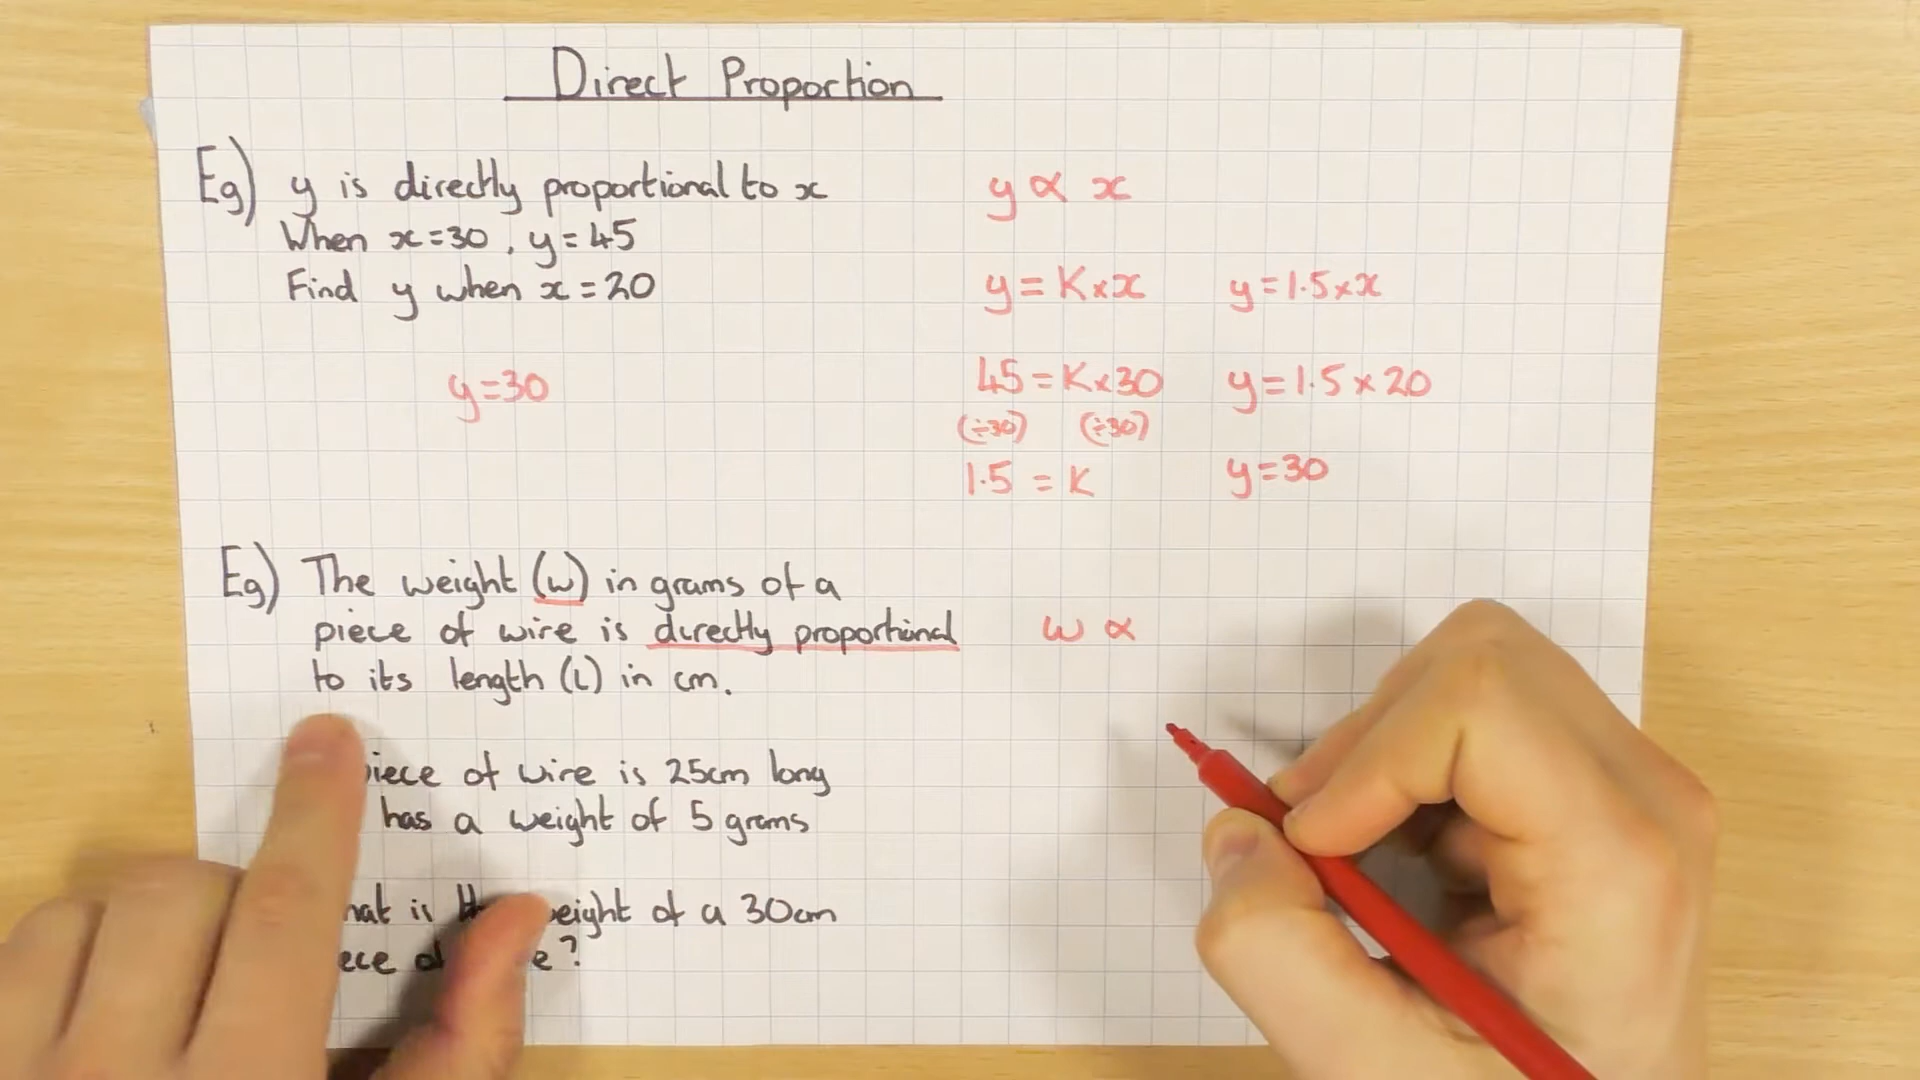 Direct Proportion
Eg) y is directly proportional to x
When x=30, y=45
Find y when x=20
y=30
y ∝ x
y = K×x
y=1.5×x
45 = K×30
y=1.5×20
(÷30) (÷30)
1.5 = K
y=30
Eg) The weight (w) in grams of a
piece of wire is directly proportional
to its length (L) in cm.
w ∝
of wire is 25cm long
has a weight of 5 grams
is of a 30cm